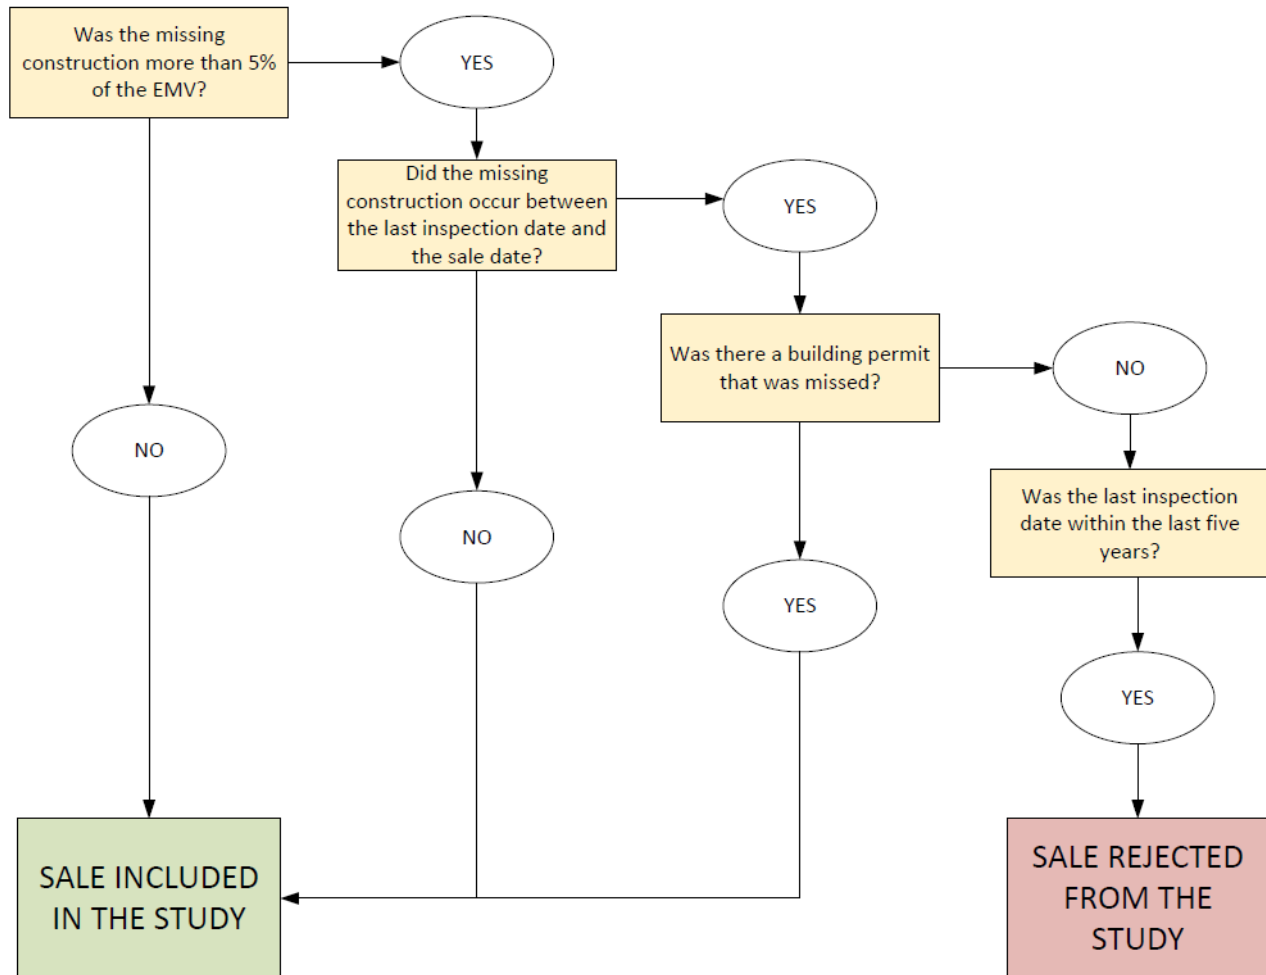 Was the missing
construction more than 5%
of the EMV?
YES
Did the missing
construction occur between
the last inspection date and
the sale date?
YES
Was there a building permit
that was missed?
NO
NO
Was the last inspection
date within the last five
years?
NO
YES
YES
SALE INCLUDED
IN THE STUDY
SALE REJECTED
FROM THE
STUDY